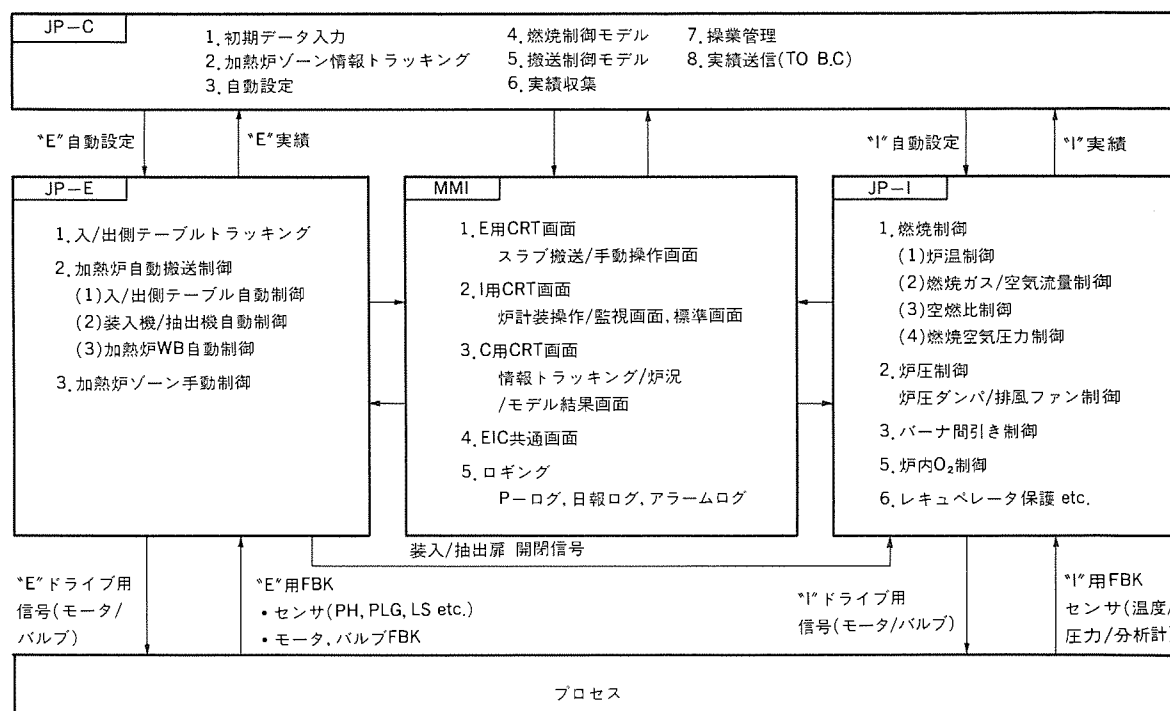 JP-C
1. 初期データ入力
2. 加熱炉ゾーン情報トラッキング
3. 自動設定
4. 燃焼制御モデル
5. 搬送制御モデル
6. 実績収集
7. 操業管理
8. 実績送信(TO B.C)
"E"自動設定
"E"実績
"I"自動設定
"I"実績
JP-E
1. 入/出側テーブルトラッキング
2. 加熱炉自動搬送制御
(1)入/出側テーブル自動制御
(2)装入機/抽出機自動制御
(3)加熱炉WB自動制御
3. 加熱炉ゾーン手動制御
MMI
1. E用CRT画面
スラブ搬送/手動操作画面
2. I用CRT画面
炉計装操作/監視画面, 標準画面
3. C用CRT画面
情報トラッキング/炉況
/モデル結果画面
4. EIC共通画面
5. ロギング
P-ログ, 日報ログ, アラームログ
JP-I
1. 燃焼制御
(1)炉温制御
(2)燃焼ガス/空気流量制御
(3)空燃比制御
(4)燃焼空気圧力制御
2. 炉圧制御
炉圧ダンパ/排風ファン制御
3. バーナ間引き制御
5. 炉内O₂制御
6. レキュペレータ保護 etc.
装入/抽出扉 開閉信号
"E"ドライブ用
信号(モータ/
バルブ)
"E"用FBK
• センサ(PH, PLG, LS etc.)
• モータ, バルブFBK
"I"ドライブ用
信号(モータ/バルブ)
"I"用FBK
センサ(温度/
圧力/分析計)
プロセス